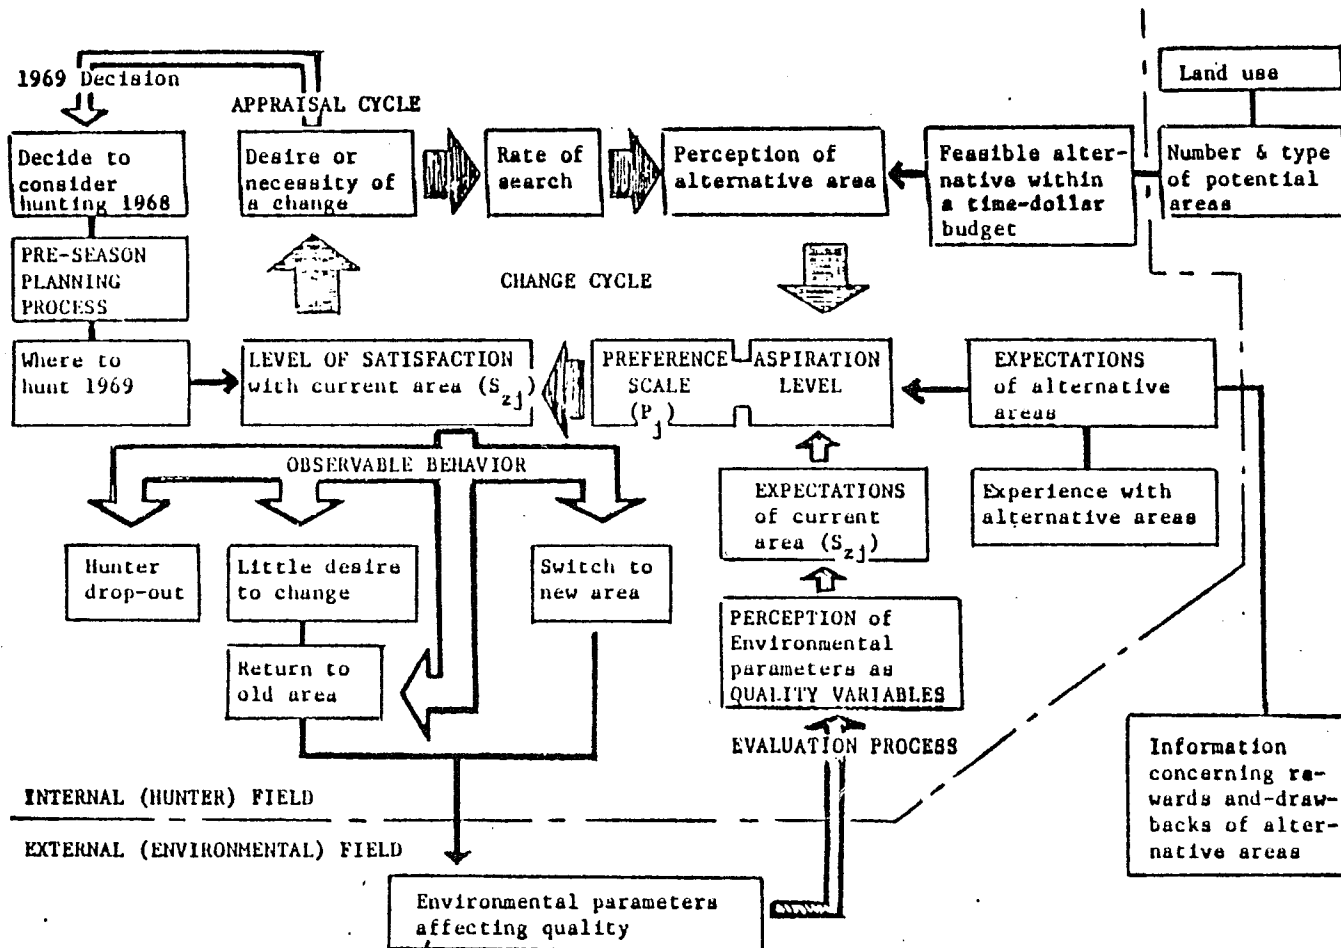 1969 Decision
APPRAISAL CYCLE
Land use
Decide to
consider
hunting 1968
Desire or
necessity of
a change
Rate of
search
Perception of
alternative area
Feasible alter-
native within
a time-dollar
budget
Number & type
of potential
areas
PRE-SEASON
PLANNING
PROCESS
CHANGE CYCLE
Where to
hunt 1969
LEVEL OF SATISFACTION
with current area (S_zj)
PREFERENCE
SCALE
(P_j)
ASPIRATION
LEVEL
EXPECTATIONS
of alternative
areas
OBSERVABLE BEHAVIOR
EXPECTATIONS
of current
area (S_zj)
Experience with
alternative areas
Hunter
drop-out
Little desire
to change
Switch to
new area
Return to
old area
PERCEPTION of
Environmental
parameters as
QUALITY VARIABLES
EVALUATION PROCESS
Information
concerning re-
wards and-draw-
backs of alter-
native areas
INTERNAL (HUNTER) FIELD
EXTERNAL (ENVIRONMENTAL) FIELD
Environmental parameters
affecting quality